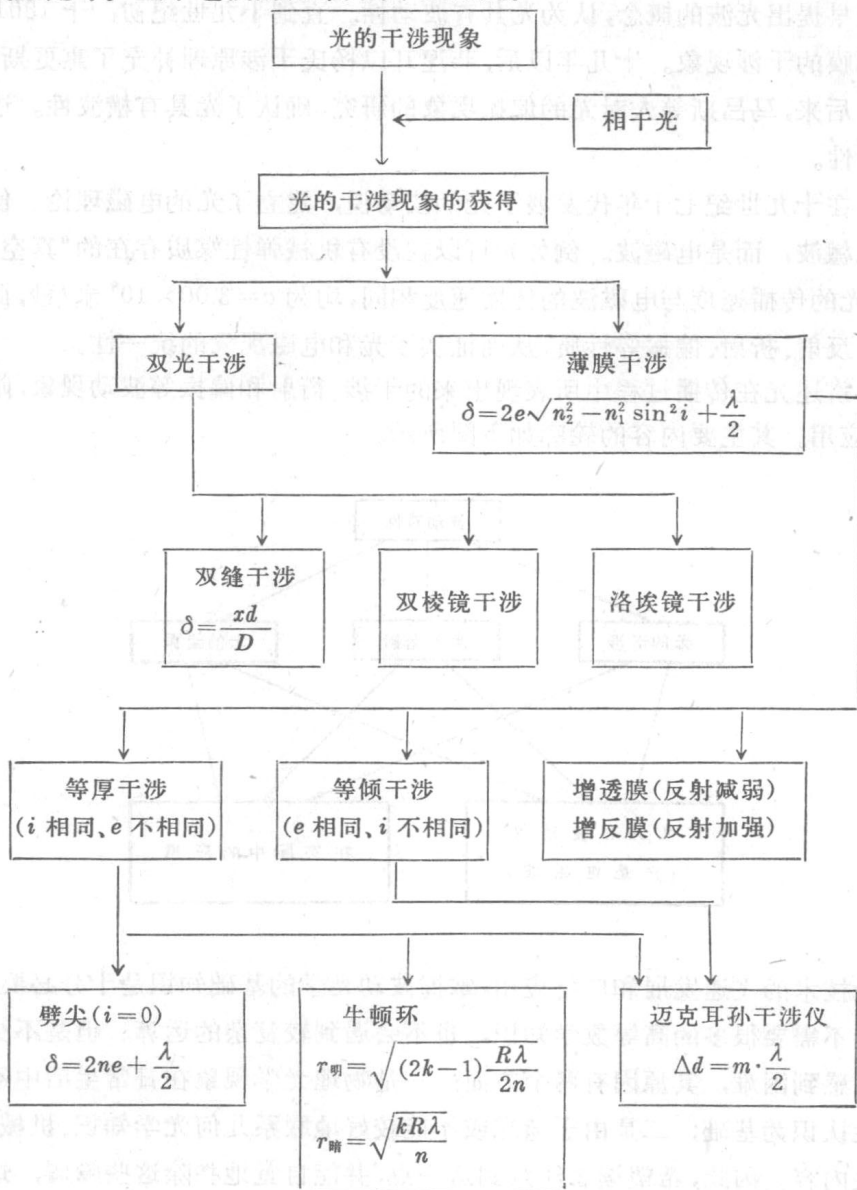 光的干涉现象
相干光
光的干涉现象的获得
双光干涉
薄膜干涉
δ=2e√(n₂²−n₁² sin²i)+λ/2
双缝干涉
δ=xd/D
双棱镜干涉
洛埃镜干涉
等厚干涉
(i 相同、e 不相同)
等倾干涉
(e 相同、i 不相同)
增透膜(反射减弱)
增反膜(反射加强)
劈尖(i=0)
δ=2ne+λ/2
牛顿环
r明=√((2k−1)·Rλ/2n)
r暗=√(kRλ/n)
迈克耳孙干涉仪
Δd=m·λ/2